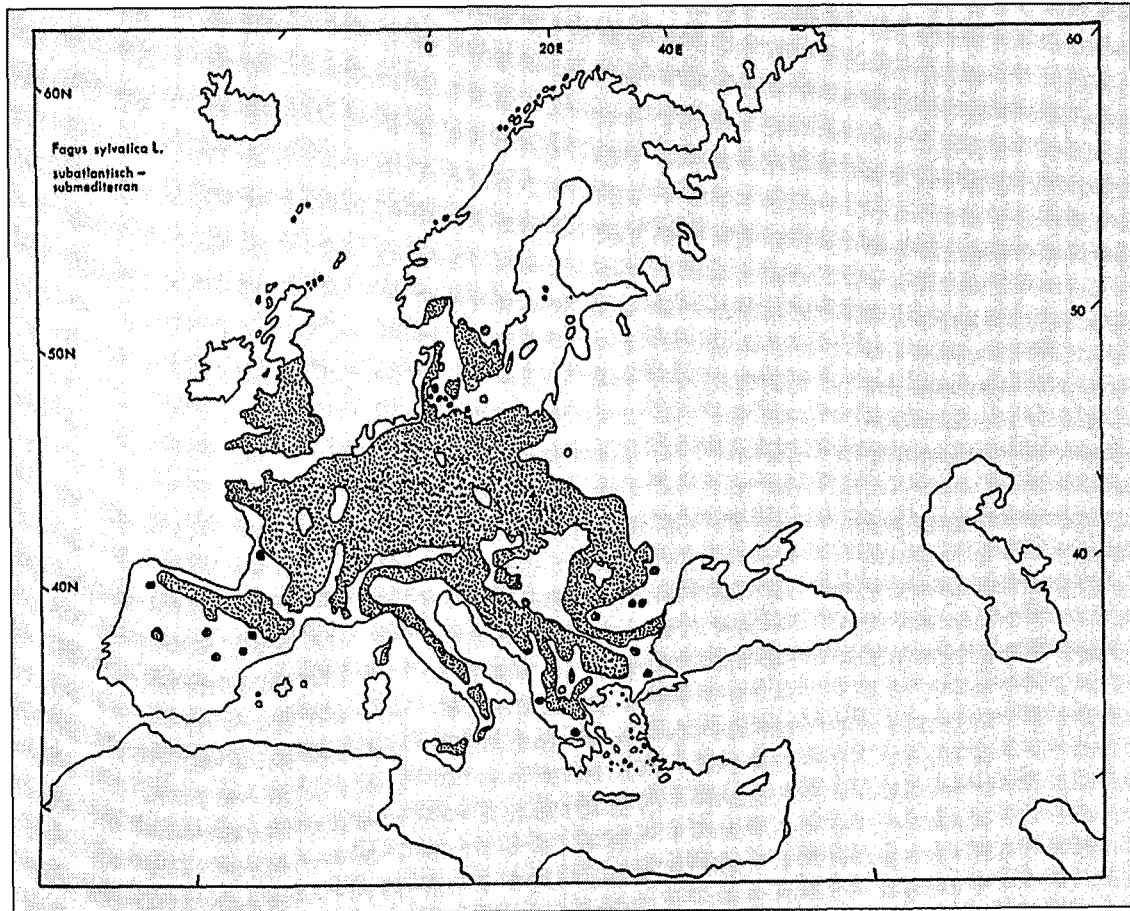 0 20E 40E 60
60N
Fagus sylvatica L.
subatlantisch –
submediterran
50
50N
40
40N